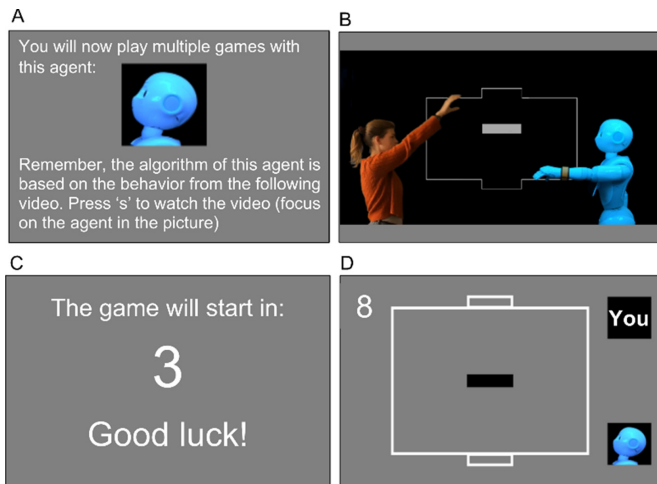 A
You will now play multiple games with
this agent:
Remember, the algorithm of this agent is
based on the behavior from the following
video. Press ‘s’ to watch the video (focus
on the agent in the picture)
B
C
The game will start in:
3
Good luck!
D
8
You